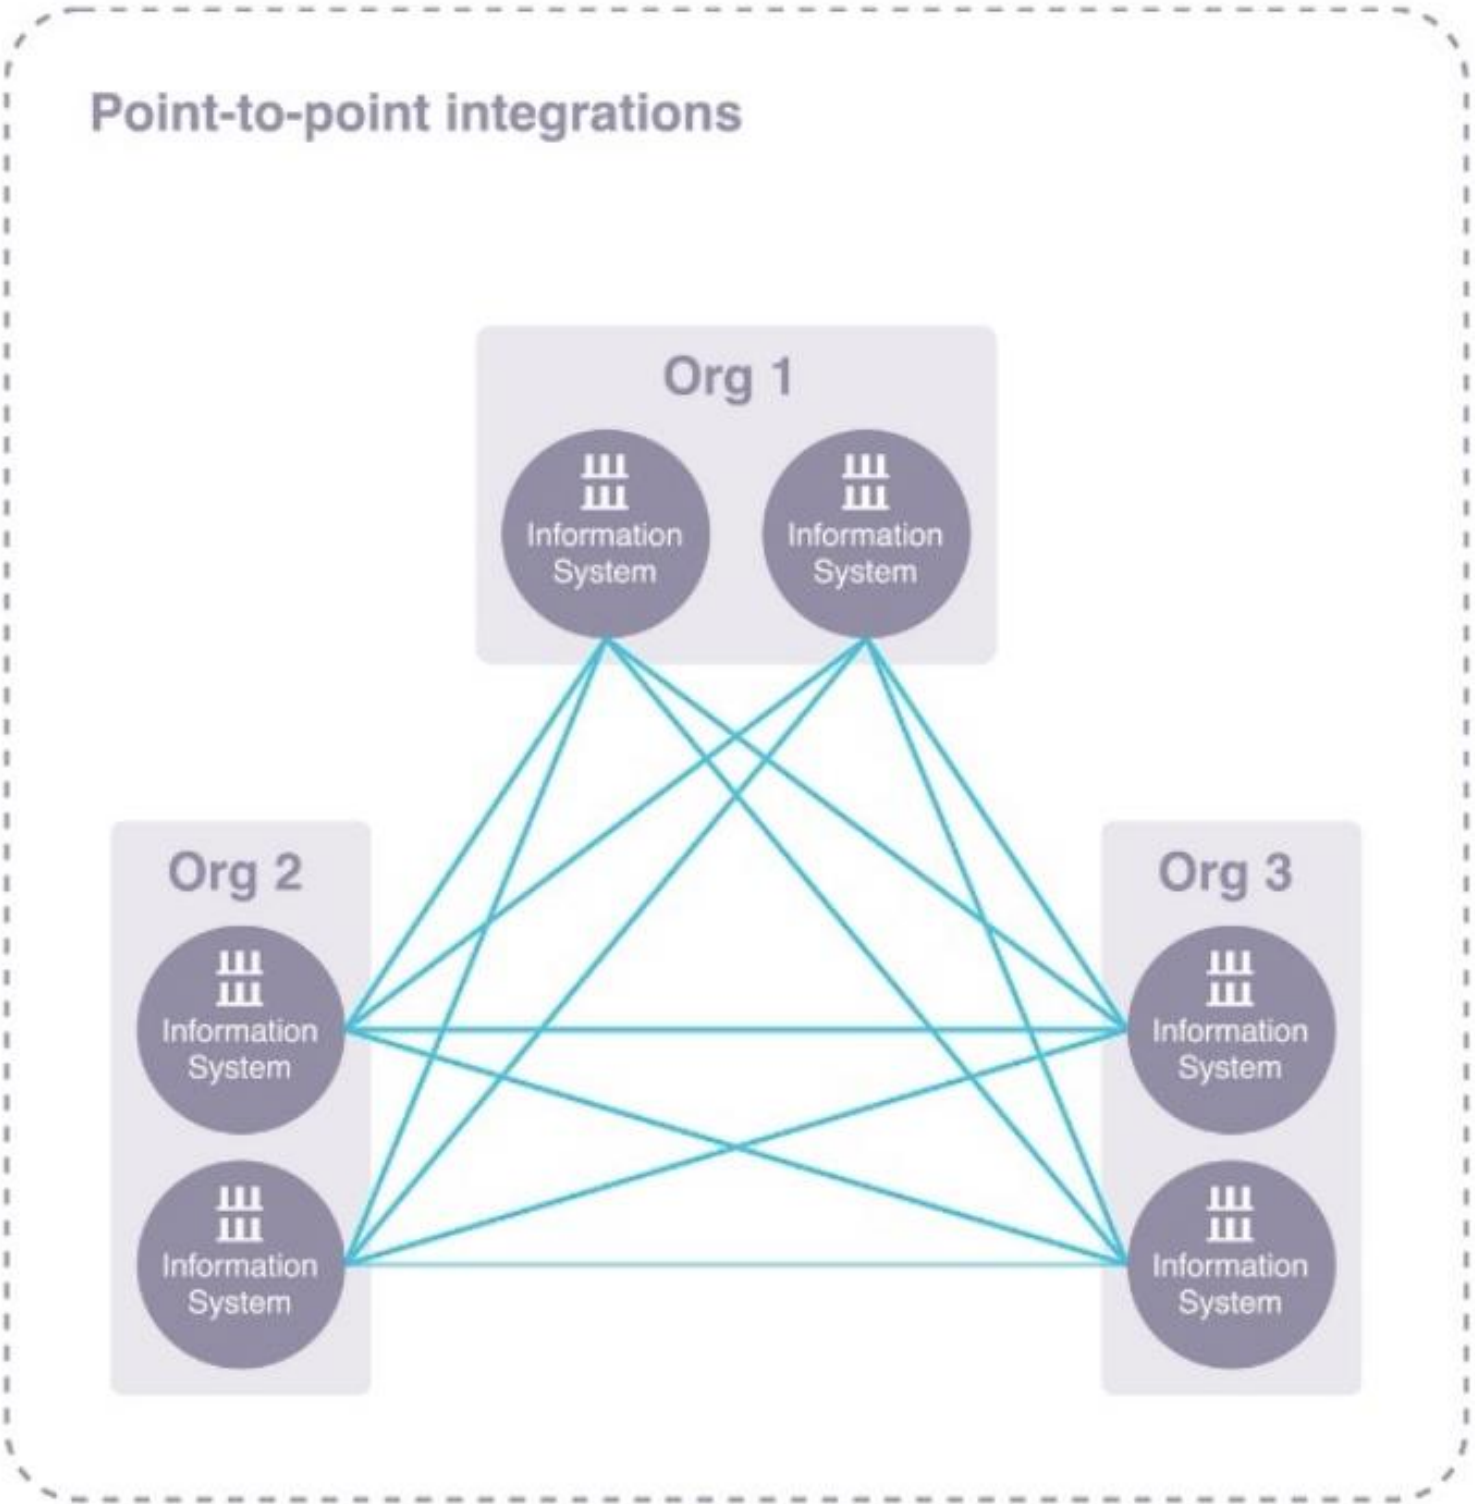 Point-to-point integrations
Org 1
Information
System
Information
System
Org 2
Information
System
Information
System
Org 3
Information
System
Information
System